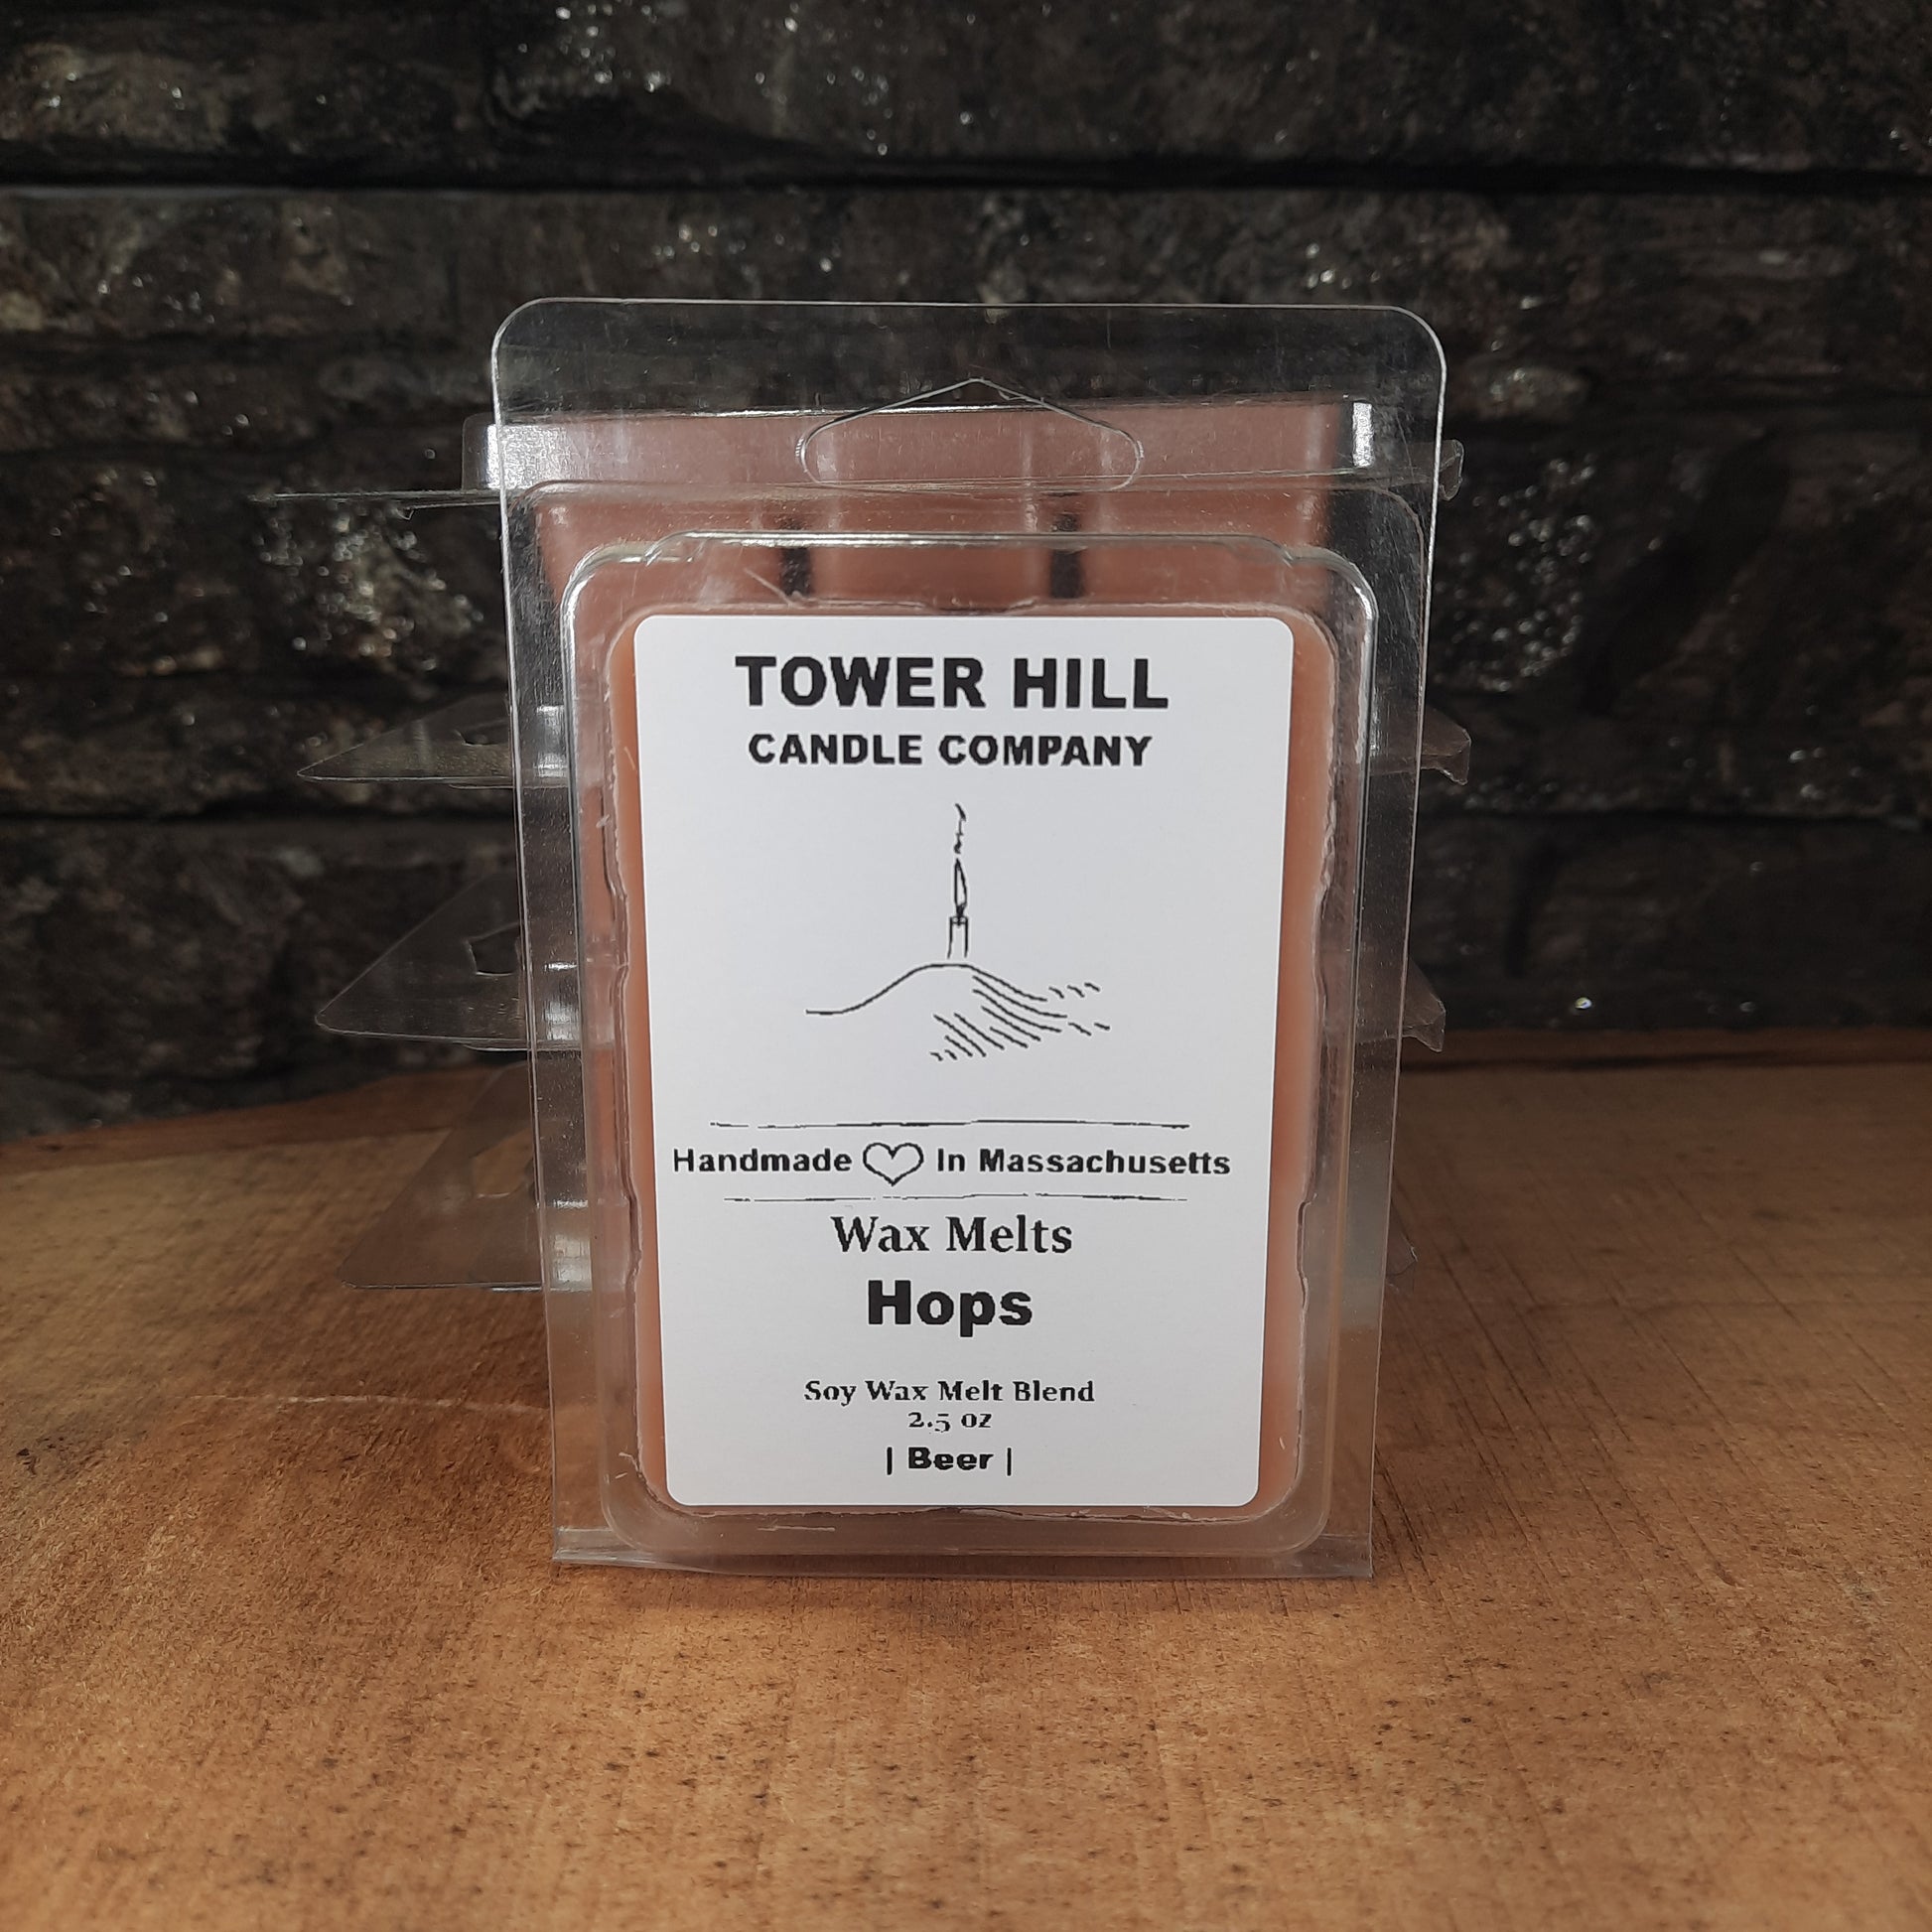 TOWER HILL
CANDLE COMPANY
Handmade In Massachusetts
Wax Melts
Hops
Soy Wax Melt Blend
2.5 oz
| Beer |